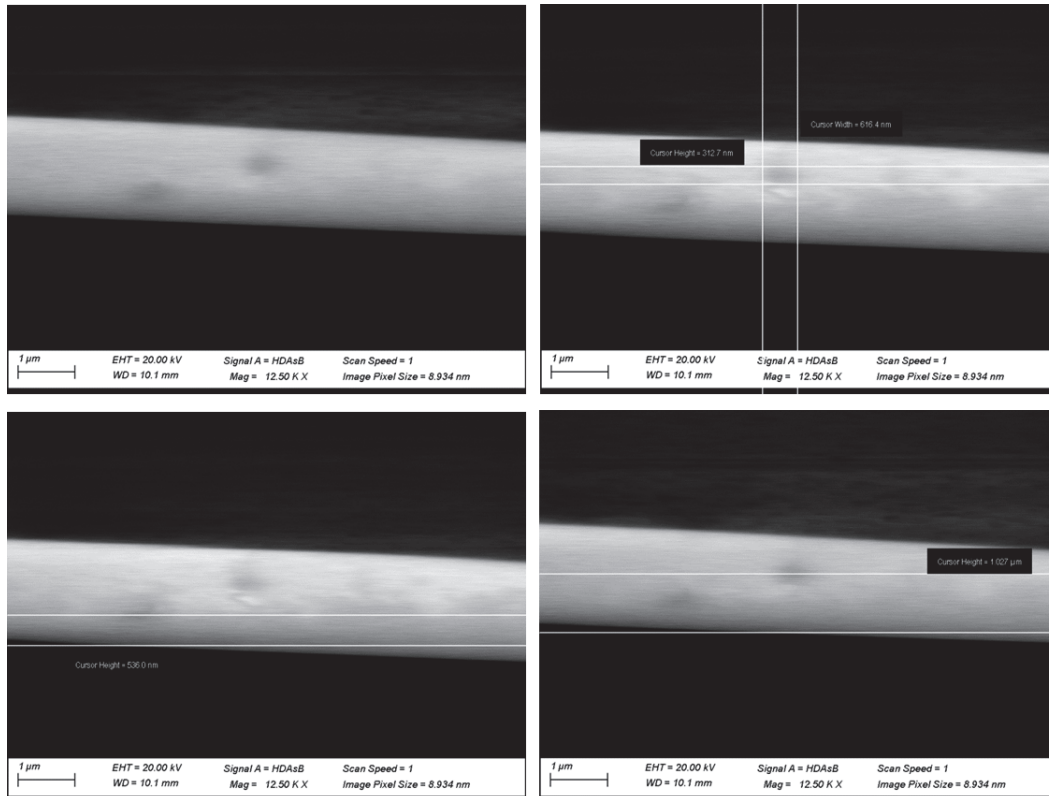 1 µm
EHT = 20.00 kV
Signal A = HDAsB
Scan Speed = 1
WD = 10.1 mm
Mag = 12.50 K X
Image Pixel Size = 8.934 nm
Cursor Width = 616.4 nm
Cursor Height = 312.7 nm
1 µm
EHT = 20.00 kV
Signal A = HDAsB
Scan Speed = 1
WD = 10.1 mm
Mag = 12.50 K X
Image Pixel Size = 8.934 nm
Cursor Height = 536.0 nm
1 µm
EHT = 20.00 kV
Signal A = HDAsB
Scan Speed = 1
WD = 10.1 mm
Mag = 12.50 K X
Image Pixel Size = 8.934 nm
Cursor Height = 1.027 µm
1 µm
EHT = 20.00 kV
Signal A = HDAsB
Scan Speed = 1
WD = 10.1 mm
Mag = 12.50 K X
Image Pixel Size = 8.934 nm